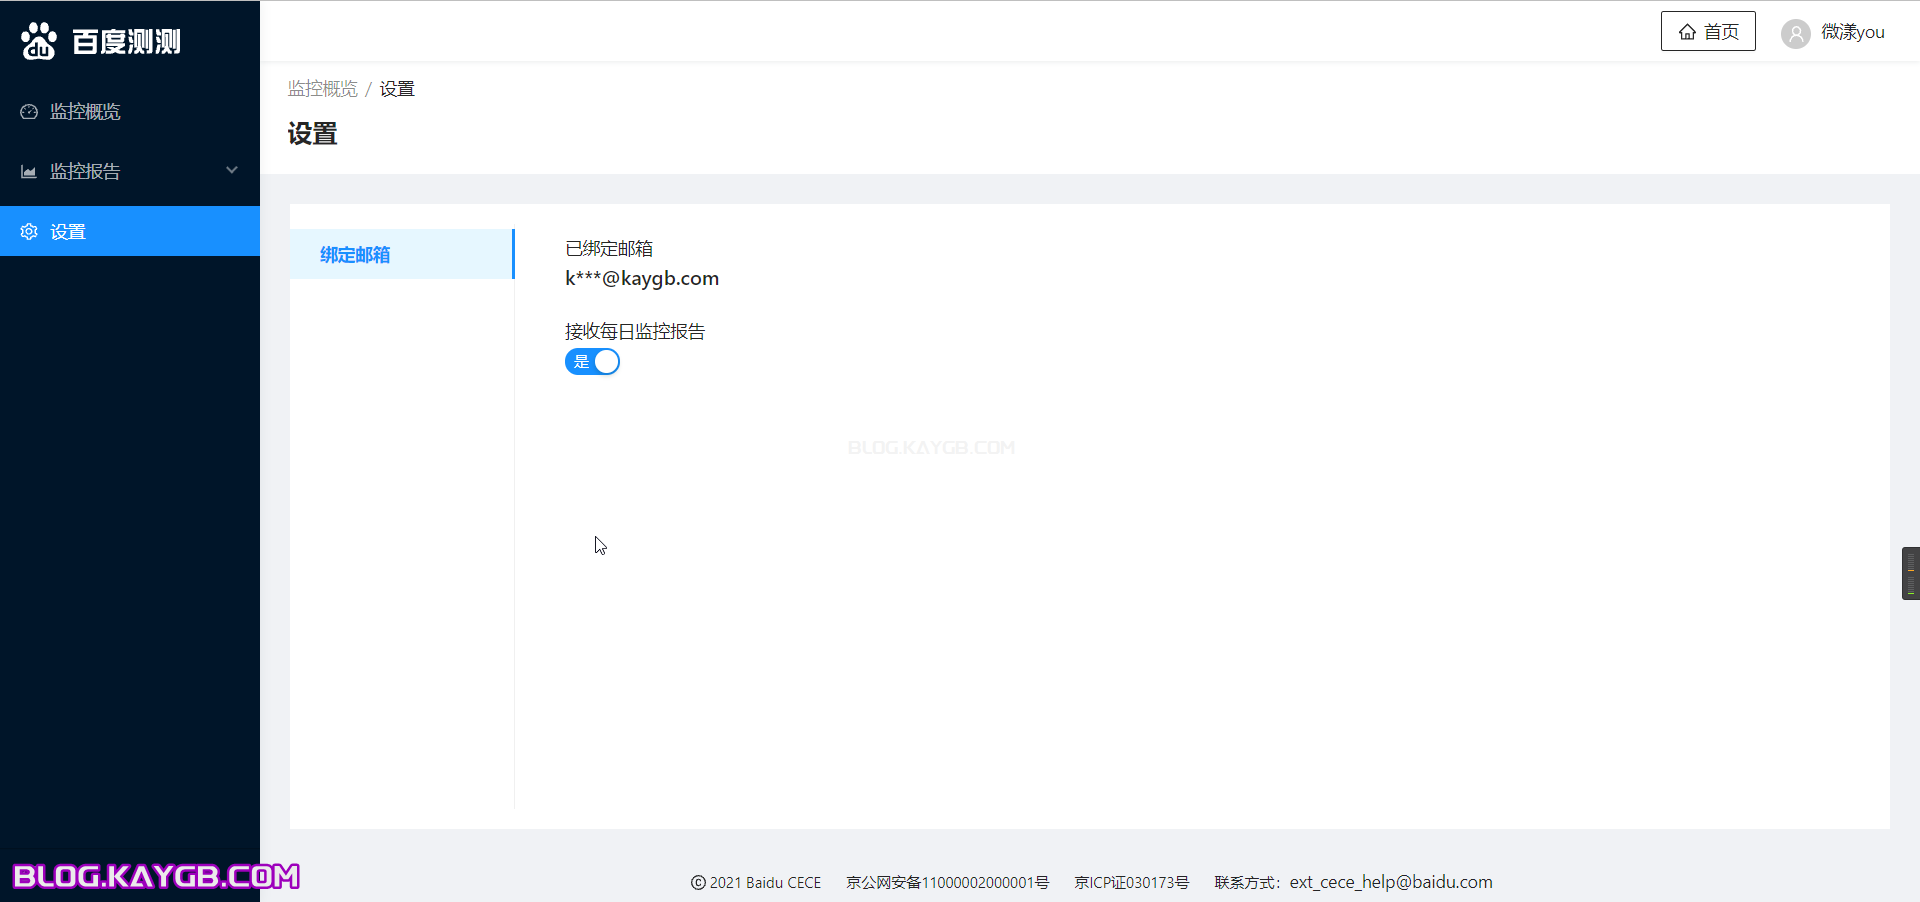 du 百度测测
首页
微漾you
监控概览
监控报告
设置
监控概览 / 设置
设置
绑定邮箱
已绑定邮箱
k***@kaygb.com
接收每日监控报告
是
BLOG.KAYGB.COM
BLOG.KAYGB.COM
© 2021 Baidu CECE 京公网安备11000002000001号 京ICP证030173号 联系方式：ext_cece_help@baidu.com